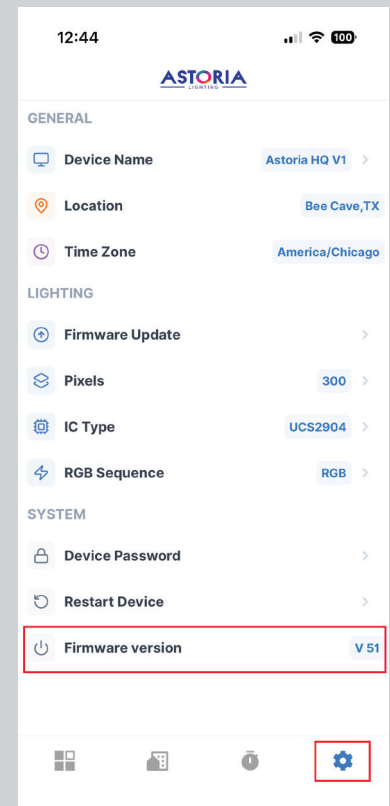 12:44
100
ASTORIA
LIGHTING
GENERAL
Device Name Astoria HQ V1
Location Bee Cave,TX
Time Zone America/Chicago
LIGHTING
Firmware Update
Pixels 300
IC Type UCS2904
RGB Sequence RGB
SYSTEM
Device Password
Restart Device
Firmware version V 51